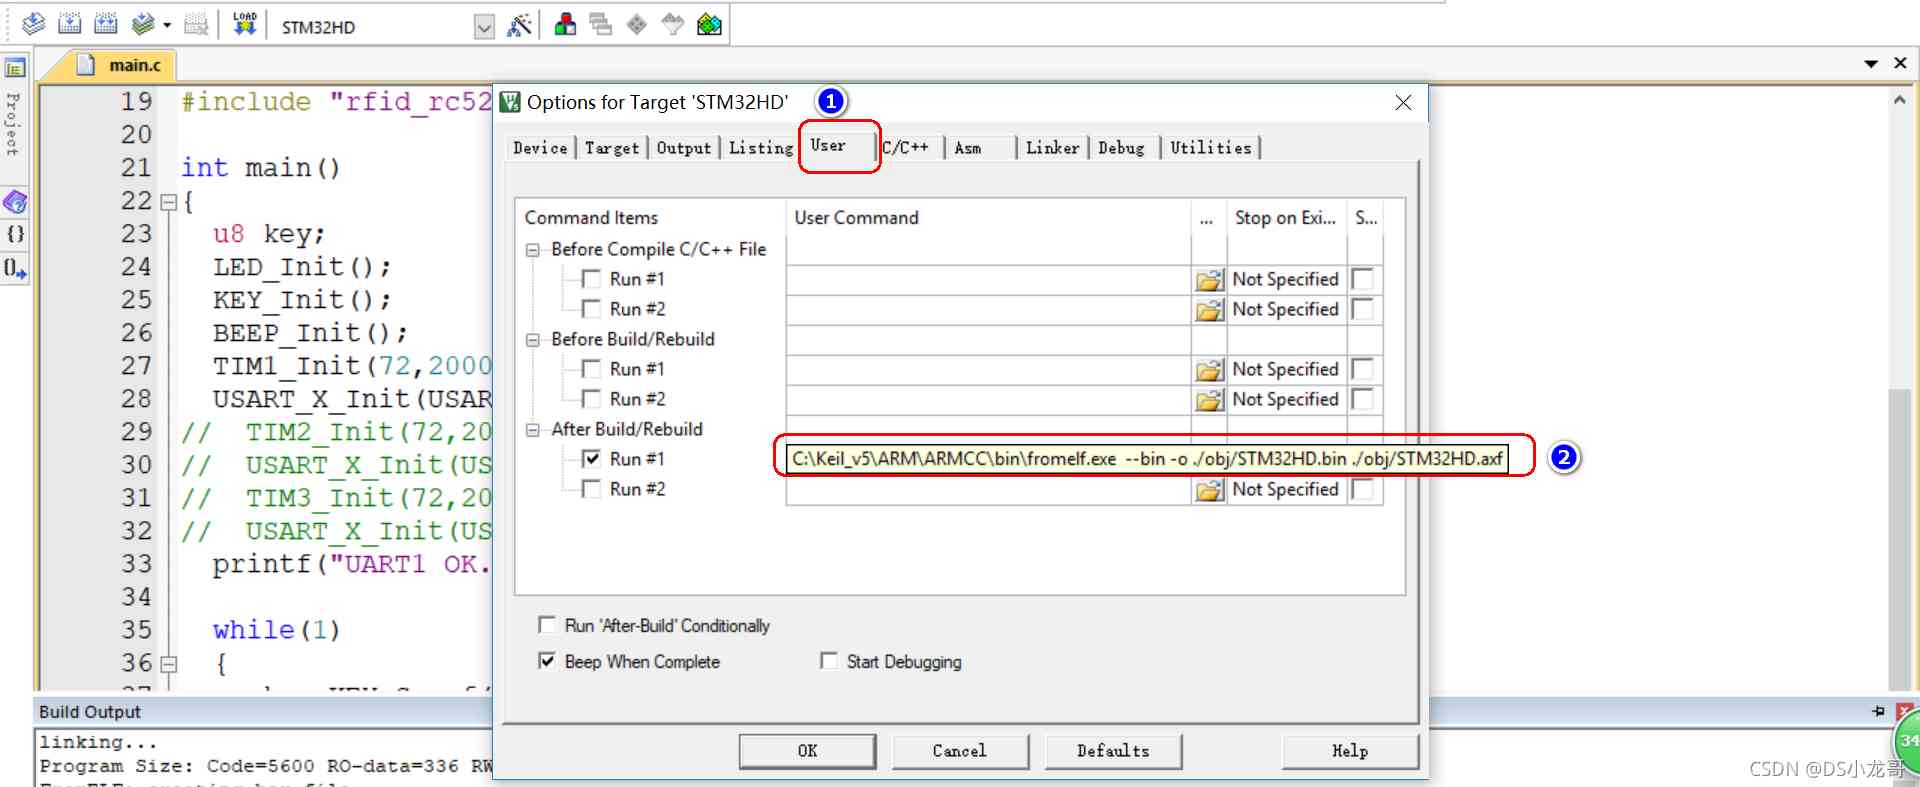 LOAD
STM32HD
main.c
Project
19 #include "rfid_rc52
20
21 int main()
22 {
23 u8 key;
24 LED_Init();
25 KEY_Init();
26 BEEP_Init();
27 TIM1_Init(72,2000
28 USART_X_Init(USAR
29 // TIM2_Init(72,20
30 // USART_X_Init(US
31 // TIM3_Init(72,20
32 // USART_X_Init(US
33 printf("UART1 OK.
34
35 while(1)
36 {
Options for Target 'STM32HD'
1
Device Target Output Listing User C/C++ Asm Linker Debug Utilities
Command Items User Command ... Stop on Exi... S...
Before Compile C/C++ File
Run #1 Not Specified
Run #2 Not Specified
Before Build/Rebuild
Run #1 Not Specified
Run #2 Not Specified
After Build/Rebuild
Run #1 C:\Keil_v5\ARM\ARMCC\bin\fromelf.exe --bin -o ./obj/STM32HD.bin ./obj/STM32HD.axf
2
Run #2 Not Specified
Run 'After-Build' Conditionally
Beep When Complete Start Debugging
OK Cancel Defaults Help
Build Output
linking...
Program Size: Code=5600 RO-data=336 RW
34
CSDN @DS小龙哥